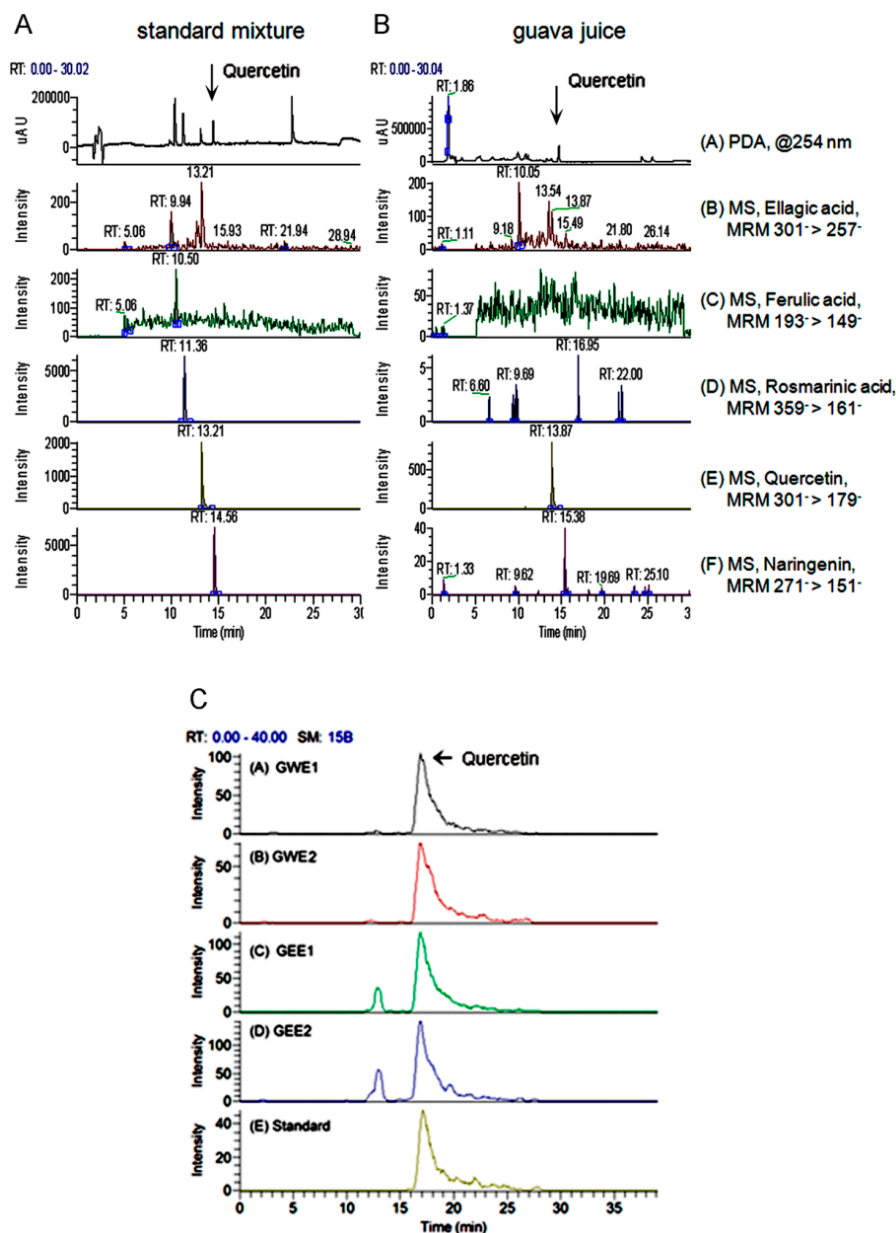 A
standard mixture
RT: 0.00 - 30.02
Quercetin
200000
100000
0
uAU
13.21
200
100
0
Intensity
RT: 5.06
RT: 9.94
15.93
RT: 21.94
28.94
RT: 10.50
200
100
0
Intensity
RT: 5.06
RT: 11.36
5000
0
Intensity
RT: 13.21
2000
1000
0
Intensity
RT: 14.56
5000
0
Intensity
0 5 10 15 20 25 30
Time (min)
B
guava juice
RT: 0.00 - 30.04
RT: 1.86
Quercetin
500000
0
uAU
RT: 10.05
200
100
0
Intensity
RT: 1.11
9.18
13.54
13.87
15.49
21.80
26.14
50
0
Intensity
RT: 1.37
RT: 16.95
5
0
Intensity
RT: 6.60
RT: 9.69
RT: 22.00
RT: 13.87
500
0
Intensity
RT: 15.38
40
20
0
Intensity
RT: 1.33
RT: 9.62
RT: 19.69
RT: 25.10
0 5 10 15 20 25 30
Time (min)
(A) PDA, @254 nm
(B) MS, Ellagic acid,
MRM 301⁻> 257⁻
(C) MS, Ferulic acid,
MRM 193⁻> 149⁻
(D) MS, Rosmarinic acid,
MRM 359⁻> 161⁻
(E) MS, Quercetin,
MRM 301⁻> 179⁻
(F) MS, Naringenin,
MRM 271⁻> 151⁻
C
RT: 0.00 - 40.00 SM: 15B
100
50
0
Intensity
(A) GWE1
Quercetin
50
0
Intensity
(B) GWE2
100
50
0
Intensity
(C) GEE1
100
50
0
Intensity
(D) GEE2
40
20
0
Intensity
(E) Standard
0 5 10 15 20 25 30 35
Time (min)